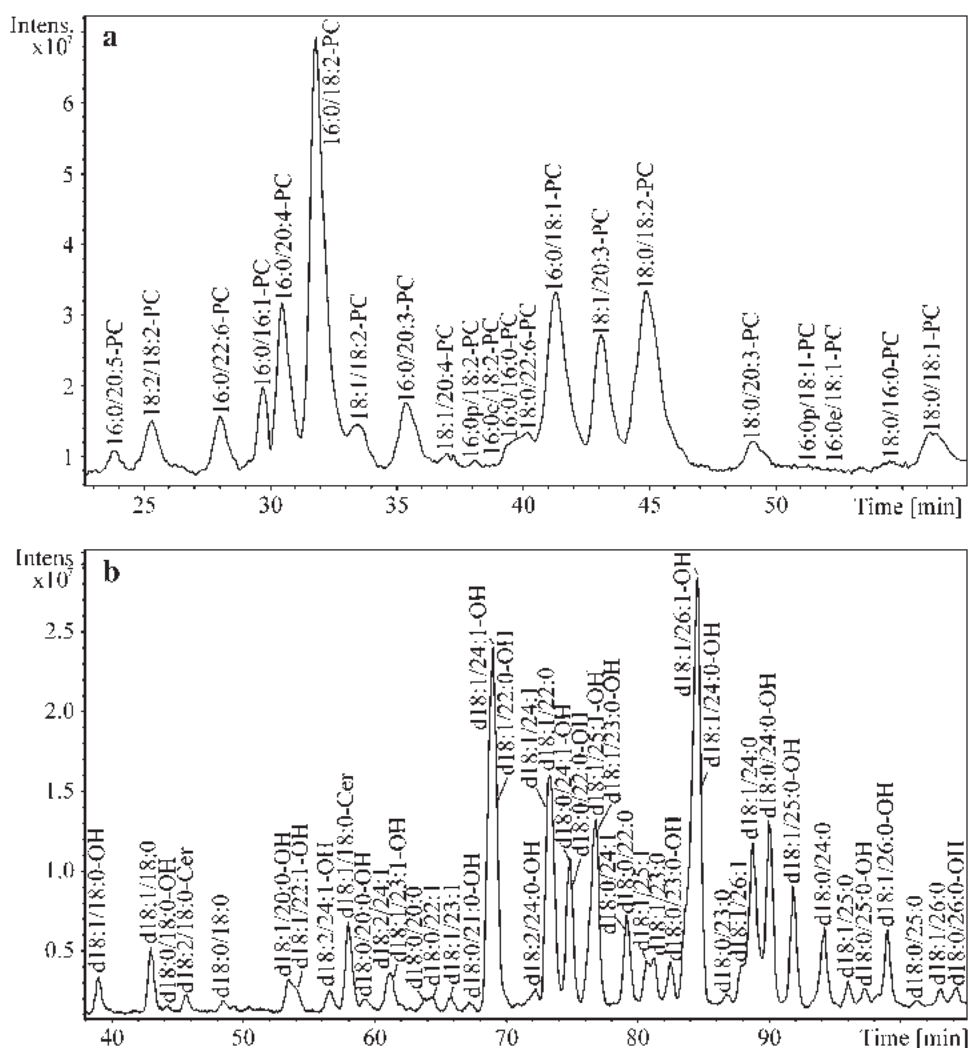 Intens.
x10⁷
a
6
5
4
3
2
1
16:0/20:5-PC
18:2/18:2-PC
16:0/22:6-PC
16:0/16:1-PC
16:0/20:4-PC
16:0/18:2-PC
18:1/18:2-PC
16:0/20:3-PC
18:1/20:4-PC
16:0p/18:2-PC
16:0e/18:2-PC
16:0/16:0-PC
18:0/22:6-PC
16:0/18:1-PC
18:1/20:3-PC
18:0/18:2-PC
18:0/20:3-PC
16:0p/18:1-PC
16:0e/18:1-PC
18:0/16:0-PC
18:0/18:1-PC
25 30 35 40 45 50 Time [min]
Intens
x10⁷
b
2.5
2.0
1.5
1.0
0.5
d18:1/18:0-OH
d18:1/18:0
d18:0/18:0-OH
d18:2/18:0-Cer
d18:0/18:0
d18:1/20:0-OH
d18:1/22:1-OH
d18:2/24:1-OH
d18:1/18:0-Cer
d18:0/20:0-OH
d18:2/24:1
d18:1/23:1-OH
d18:0/20:0
d18:0/22:1
d18:1/23:1
d18:0/21:0-OH
d18:1/24:1-OH
d18:1/22:0-OH
d18:2/24:0-OH
d18:1/24:1
d18:1/22:0
d18:0/24:1-OH
d18:0/22:0-OH
d18:1/25:1-OH
d18:1/23:0-OH
d18:0/24:1
d18:0/22:0
d18:1/25:1
d18:1/23:0
d18:0/23:0-OH
d18:1/26:1-OH
d18:1/24:0-OH
d18:0/23:0
d18:1/26:1
d18:1/24:0
d18:0/24:0-OH
d18:1/25:0-OH
d18:0/24:0
d18:1/25:0
d18:0/25:0-OH
d18:1/26:0-OH
d18:0/25:0
d18:1/26:0
d18:0/26:0-OH
40 50 60 70 80 90 Time [min]